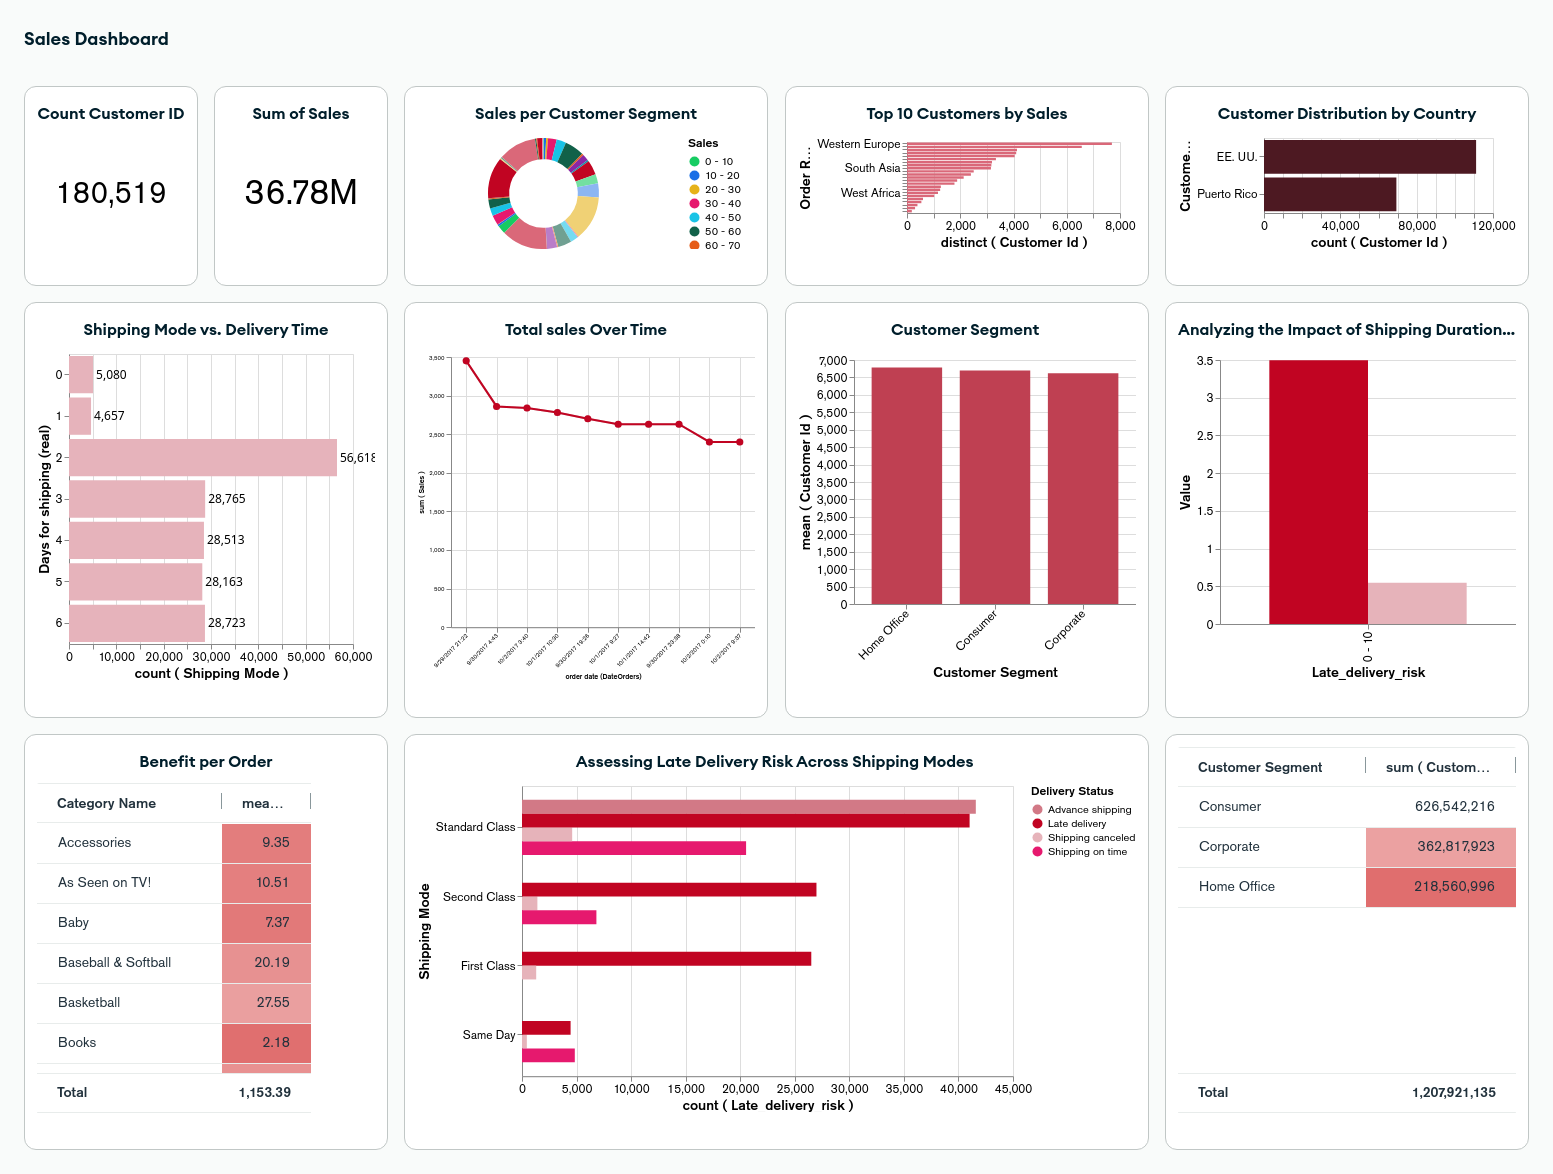 Sales Dashboard
Count Customer ID
180,519
Sum of Sales
36.78M
Sales per Customer Segment
Sales
0 - 10
10 - 20
20 - 30
30 - 40
40 - 50
50 - 60
60 - 70
Top 10 Customers by Sales
Order R...
Western Europe
South Asia
West Africa
0 2,000 4,000 6,000 8,000
distinct ( Customer Id )
Customer Distribution by Country
Custome...
EE. UU.
Puerto Rico
0 40,000 80,000 120,000
count ( Customer Id )
Shipping Mode vs. Delivery Time
Days for shipping (real)
0 5,080
1 4,657
2 56,618
3 28,765
4 28,513
5 28,163
6 28,723
0 10,000 20,000 30,000 40,000 50,000 60,000
count ( Shipping Mode )
Total sales Over Time
sum ( Sales )
3,500
3,000
2,500
2,000
1,500
1,000
500
0
9/29/2017 21:23 9/30/2017 4:43 10/2/2017 3:40 10/1/2017 10:30 9/30/2017 19:26 10/1/2017 9:27 10/1/2017 14:42 9/30/2017 23:38 10/2/2017 0:10 10/2/2017 9:37
order date (DateOrders)
Customer Segment
mean ( Customer Id )
7,000
6,500
6,000
5,500
5,000
4,500
4,000
3,500
3,000
2,500
2,000
1,500
1,000
500
0
Home Office Consumer Corporate
Customer Segment
Analyzing the Impact of Shipping Duration...
Value
3.5
3
2.5
2
1.5
1
0.5
0
0 - 10
Late_delivery_risk
Benefit per Order
Category Name mea...
Accessories 9.35
As Seen on TV! 10.51
Baby 7.37
Baseball & Softball 20.19
Basketball 27.55
Books 2.18
Total 1,153.39
Assessing Late Delivery Risk Across Shipping Modes
Shipping Mode
Standard Class
Second Class
First Class
Same Day
0 5,000 10,000 15,000 20,000 25,000 30,000 35,000 40,000 45,000
count ( Late delivery risk )
Delivery Status
Advance shipping
Late delivery
Shipping canceled
Shipping on time
Customer Segment sum ( Custom...
Consumer 626,542,216
Corporate 362,817,923
Home Office 218,560,996
Total 1,207,921,135